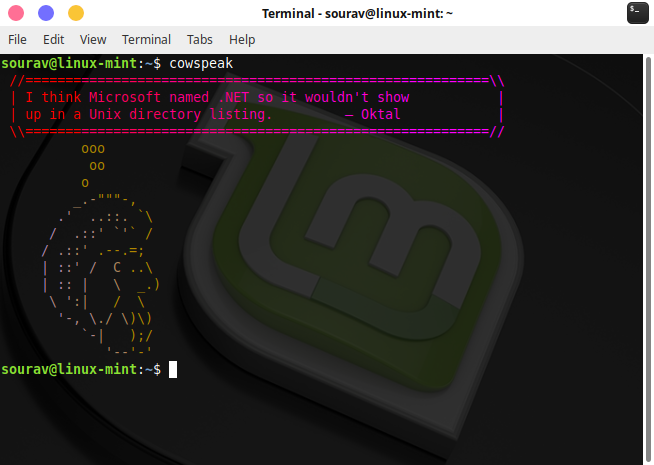 Terminal - sourav@linux-mint: ~
File Edit View Terminal Tabs Help
sourav@linux-mint:~$ cowspeak
//=======================================================\\
| I think Microsoft named .NET so it wouldn't show |
| up in a Unix directory listing. — Oktal |
\\=======================================================//
ooo
oo
o
_.-"""-,
.'  ..::. `\
/  .::' `'` /
/ .::' .--.=;
| ::' /  C ..\
| :: |   \  _.)
\ ':|   /  \
'-, \./ \)\)
`-|   );/
'--'-'
sourav@linux-mint:~$